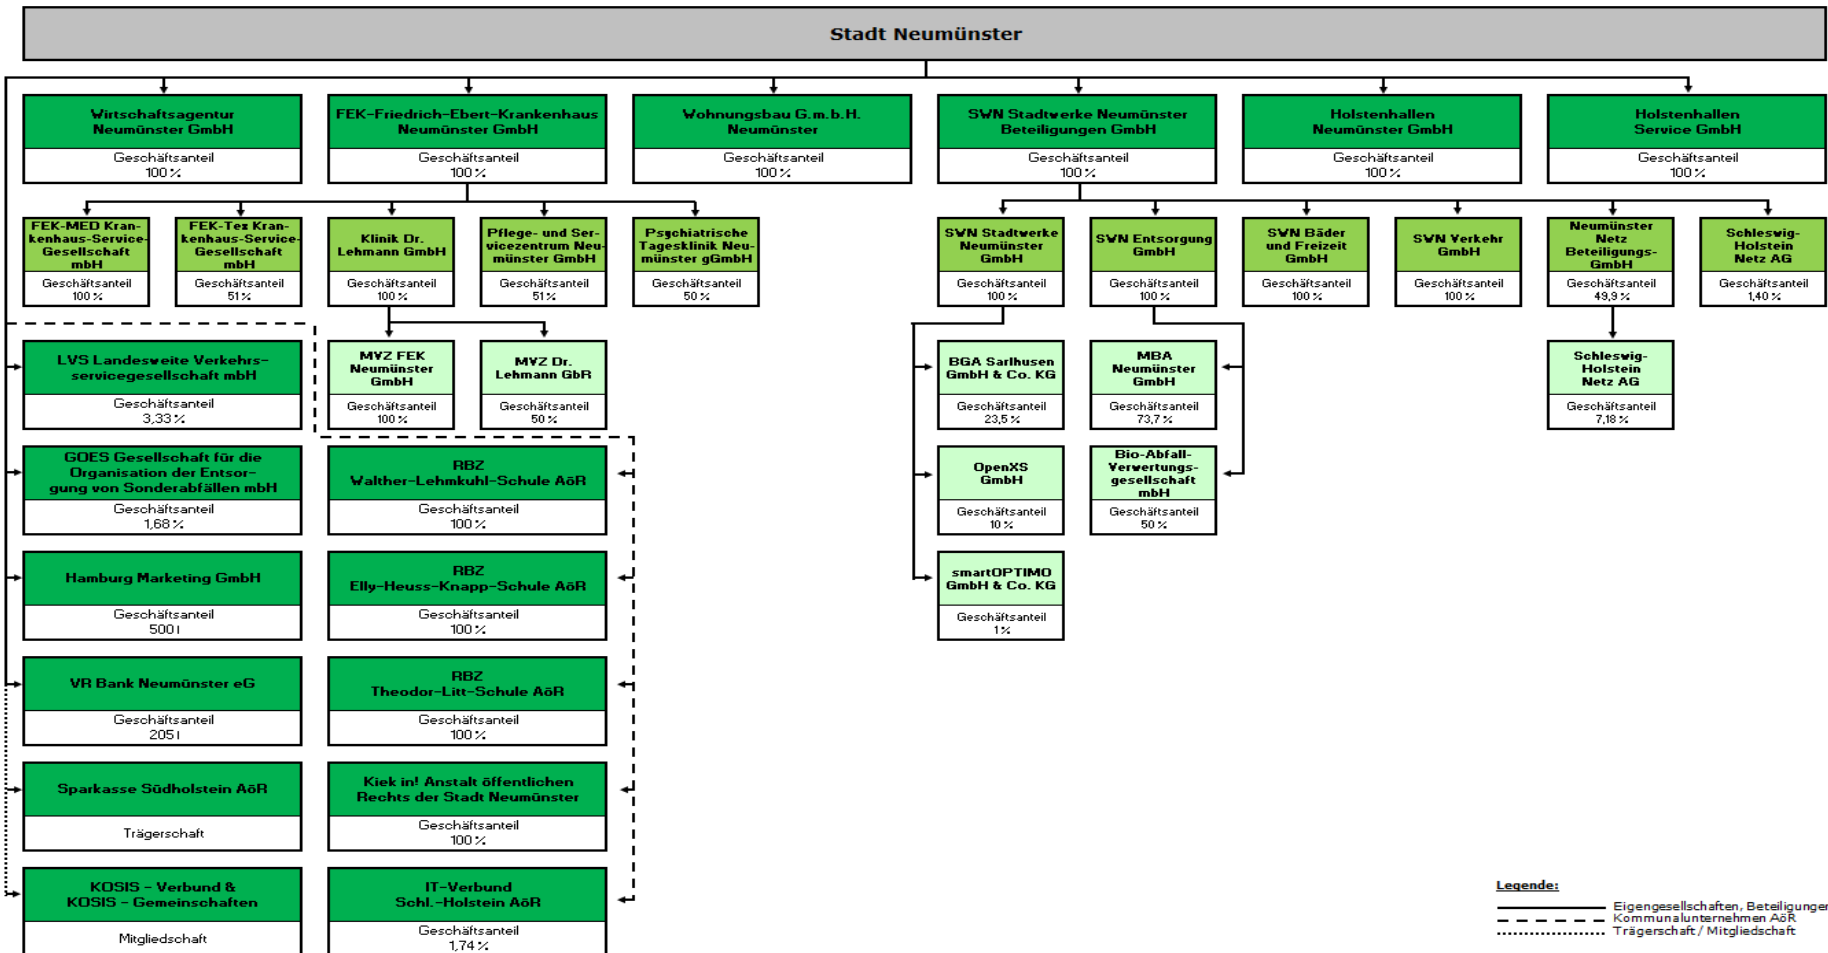 Stadt Neumünster
Wirtschaftsagentur
Neumünster GmbH
Geschäftsanteil
100 %
FEK-Friedrich-Ebert-Krankenhaus
Neumünster GmbH
Geschäftsanteil
100 %
Wohnungsbau G.m.b.H.
Neumünster
Geschäftsanteil
100 %
SWN Stadtwerke Neumünster
Beteiligungen GmbH
Geschäftsanteil
100 %
Holstenhallen
Neumünster GmbH
Geschäftsanteil
100 %
Holstenhallen
Service GmbH
Geschäftsanteil
100 %
FEK-MED Kran-
kenhaus-Service-
Gesellschaft
mbH
Geschäftsanteil
100 %
FEK-Tex Kran-
kenhaus-Service-
Gesellschaft
mbH
Geschäftsanteil
51 %
Klinik Dr.
Lehmann GmbH
Geschäftsanteil
100 %
Pflege- und Ser-
vicezentrum Neu-
münster GmbH
Geschäftsanteil
51 %
Psychiatrische
Tagesklinik Neu-
münster gGmbH
Geschäftsanteil
50 %
SWN Stadtwerke
Neumünster
GmbH
Geschäftsanteil
100 %
SWN Entsorgung
GmbH
Geschäftsanteil
100 %
SWN Bäder
und Freizeit
GmbH
Geschäftsanteil
100 %
SWN Verkehr
GmbH
Geschäftsanteil
100 %
Neumünster
Netz
Beteiligungs-
GmbH
Geschäftsanteil
49,9 %
Schleswig-
Holstein
Netz AG
Geschäftsanteil
1,40 %
LVS Landesweite Verkehrs-
servicegesellschaft mbH
Geschäftsanteil
3,33 %
MVZ FEK
Neumünster
GmbH
Geschäftsanteil
100 %
MVZ Dr.
Lehmann GbR
Geschäftsanteil
50 %
BGA Sarlhusen
GmbH & Co. KG
Geschäftsanteil
23,5 %
MBA
Neumünster
GmbH
Geschäftsanteil
73,7 %
Schleswig-
Holstein
Netz AG
Geschäftsanteil
7,18 %
GOES Gesellschaft für die
Organisation der Entsor-
gung von Sonderabfällen mbH
Geschäftsanteil
1,68 %
RBZ
Walther-Lehmkuhl-Schule AöR
Geschäftsanteil
100 %
OpenXS
GmbH
Geschäftsanteil
10 %
Bio-Abfall-
Verwertungs-
gesellschaft
mbH
Geschäftsanteil
50 %
Hamburg Marketing GmbH
Geschäftsanteil
500 I
RBZ
Elly-Heuss-Knapp-Schule AöR
Geschäftsanteil
100 %
smartOPTIMO
GmbH & Co. KG
Geschäftsanteil
1 %
VR Bank Neumünster eG
Geschäftsanteil
205 I
RBZ
Theodor-Litt-Schule AöR
Geschäftsanteil
100 %
Sparkasse Südholstein AöR
Trägerschaft
Kiek in! Anstalt öffentlichen
Rechts der Stadt Neumünster
Geschäftsanteil
100 %
KOSIS - Verbund &
KOSIS - Gemeinschaften
Mitgliedschaft
IT-Verbund
Schl.-Holstein AöR
Geschäftsanteil
1,74 %
Legende:
Eigengesellschaften, Beteiligungen
Kommunalunternehmen AöR
Trägerschaft / Mitgliedschaft